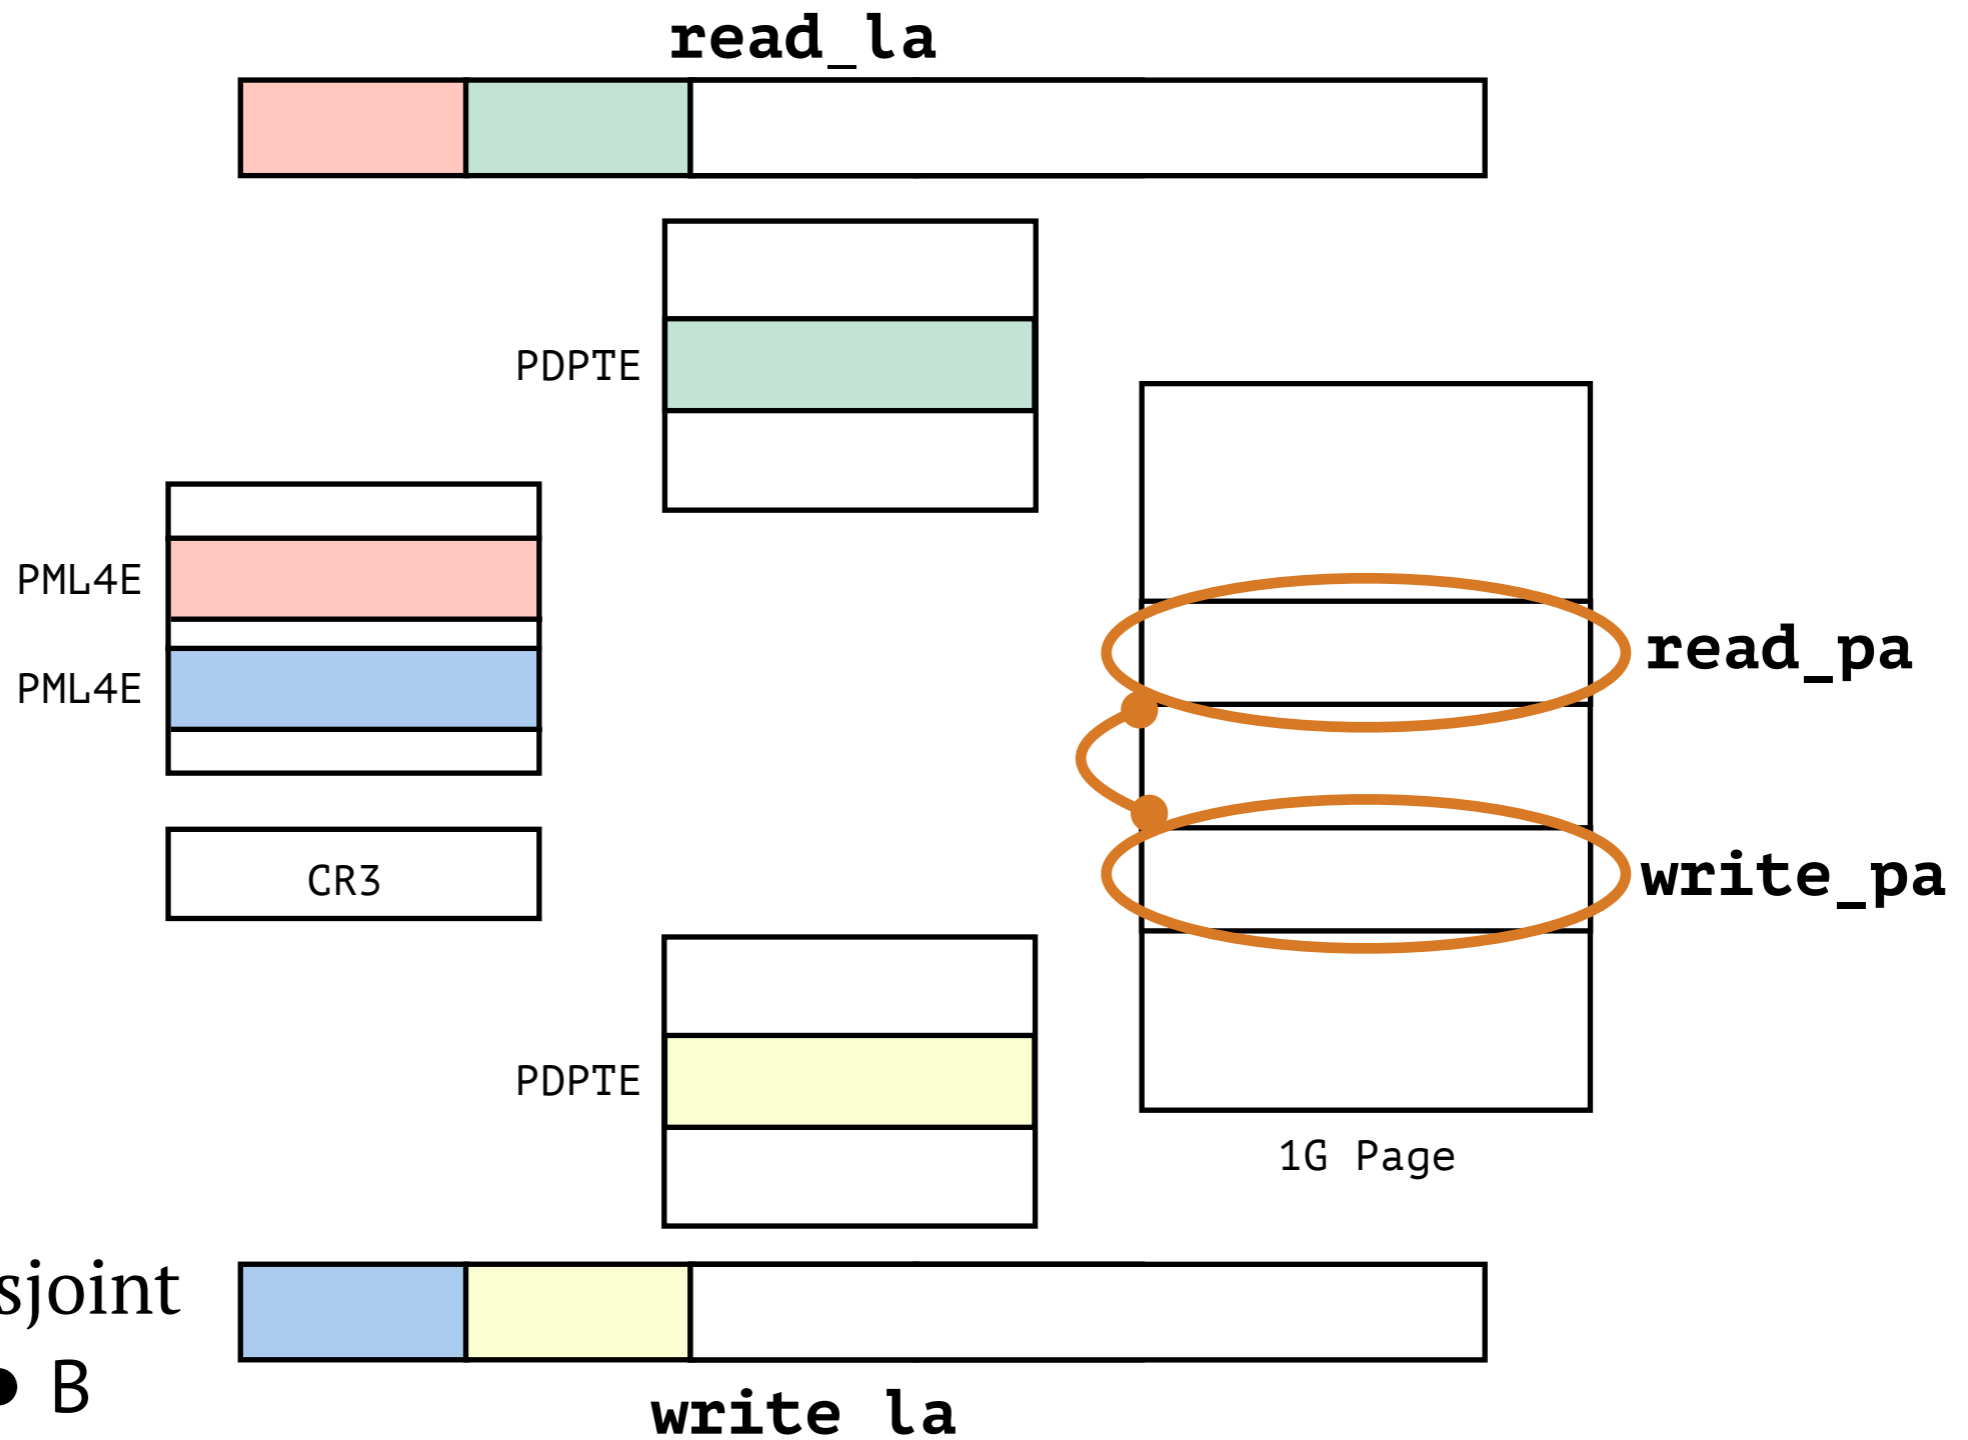 read_la
PDPTE
PML4E
read_pa
PML4E
CR3
write_pa
PDPTE
1G Page
sjoint
● B
write la